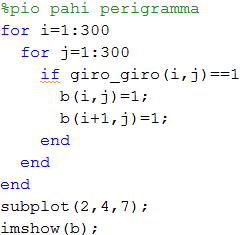 %pio pahi perigramma
for i=1:300
for j=1:300
if giro_giro(i,j)==1
b(i,j)=1;
b(i+1,j)=1;
end
end
end
subplot(2,4,7);
imshow(b);